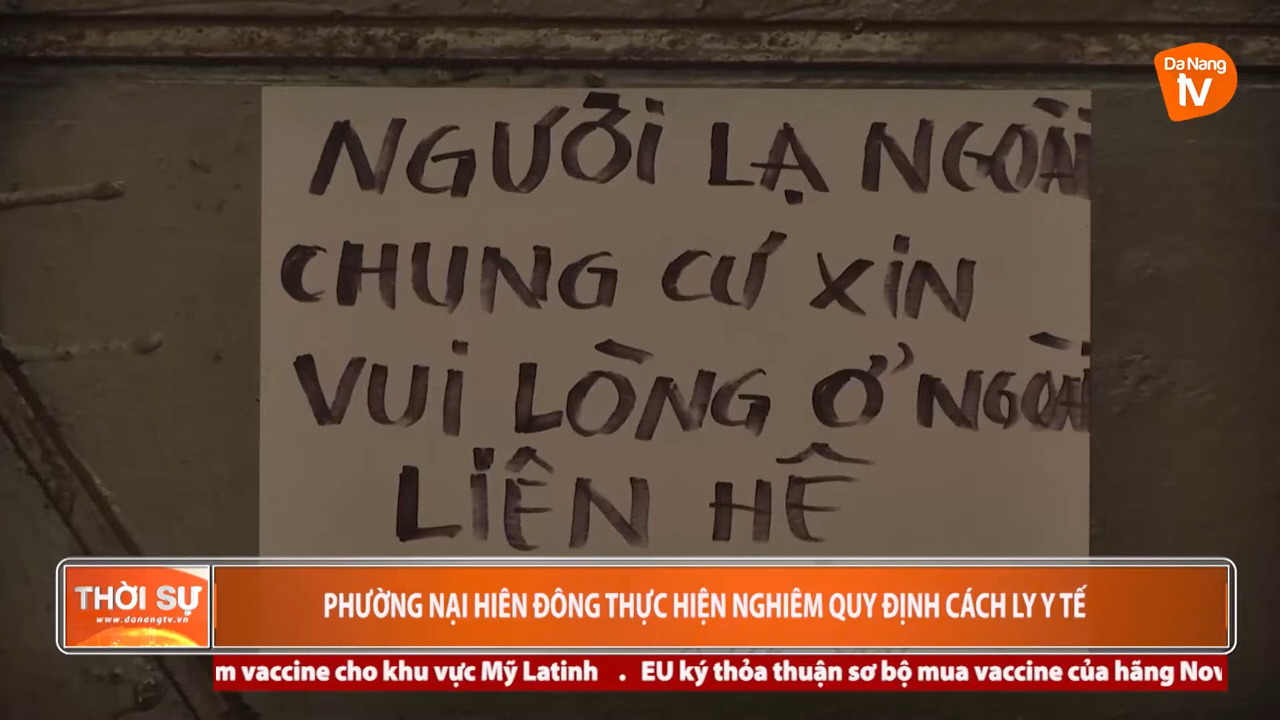 Da Nang
tv
NGƯỜI LẠ NGOÀI
CHUNG CƯ XIN
VUI LÒNG Ở NGOÀI
LIÊN HÊ
THỜI SỰ
www.danangtv.vn
PHƯỜNG NẠI HIÊN ĐÔNG THỰC HIỆN NGHIÊM QUY ĐỊNH CÁCH LY Y TẾ
m vaccine cho khu vực Mỹ Latinh . EU ký thỏa thuận sơ bộ mua vaccine của hãng Nov